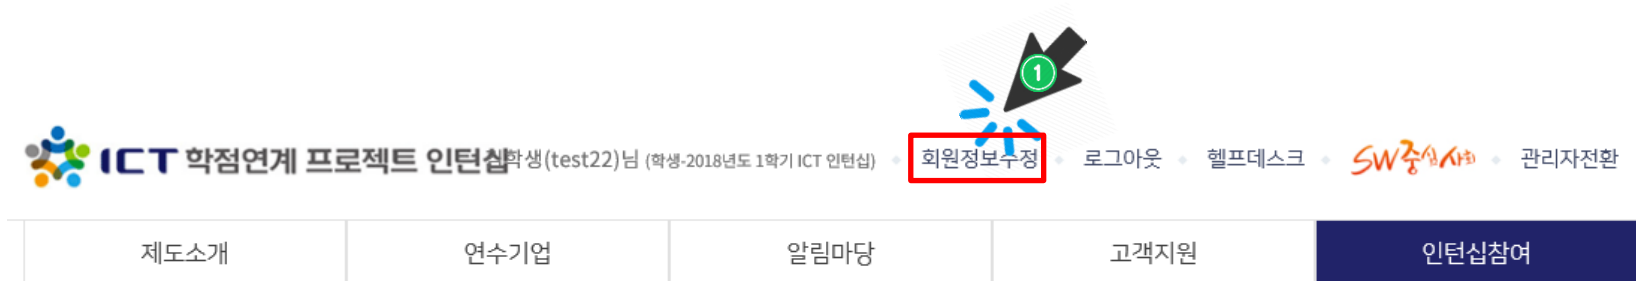 1
ICT 학점연계 프로젝트 인턴십학생(test22)님 (학생-2018년도 1학기 ICT 인턴십) 회원정보수정 로그아웃 헬프데스크 SW중심사회 관리자전환
제도소개 연수기업 알림마당 고객지원 인턴십참여